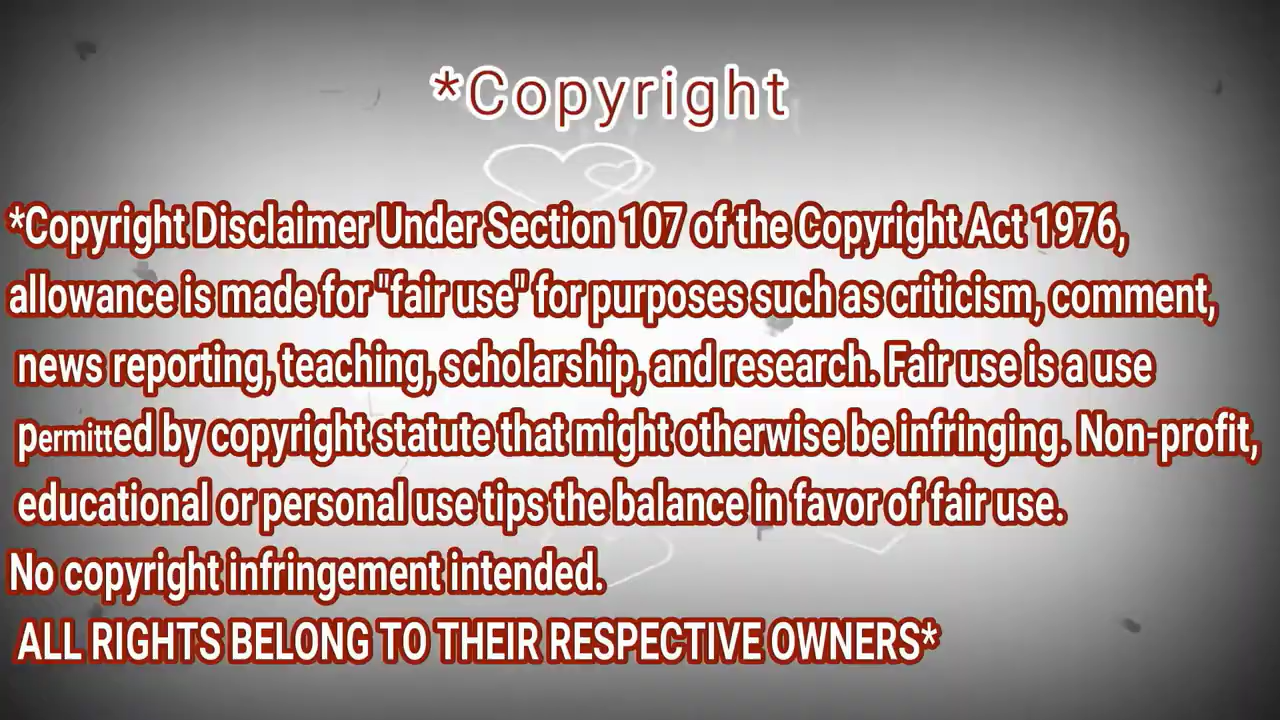 *Copyright
*Copyright Disclaimer Under Section 107 of the Copyright Act 1976,
allowance is made for "fair use" for purposes such as criticism, comment,
news reporting, teaching, scholarship, and research. Fair use is a use
permitted by copyright statute that might otherwise be infringing. Non-profit,
educational or personal use tips the balance in favor of fair use.
No copyright infringement intended.
ALL RIGHTS BELONG TO THEIR RESPECTIVE OWNERS*